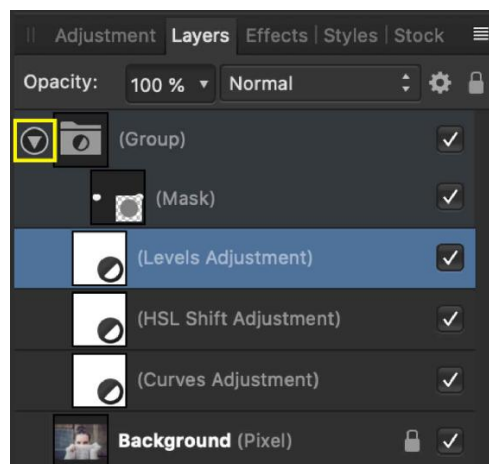 Adjustment Layers Effects | Styles | Stock
Opacity: 100 % Normal
(Group)
(Mask)
(Levels Adjustment)
(HSL Shift Adjustment)
(Curves Adjustment)
Background (Pixel)